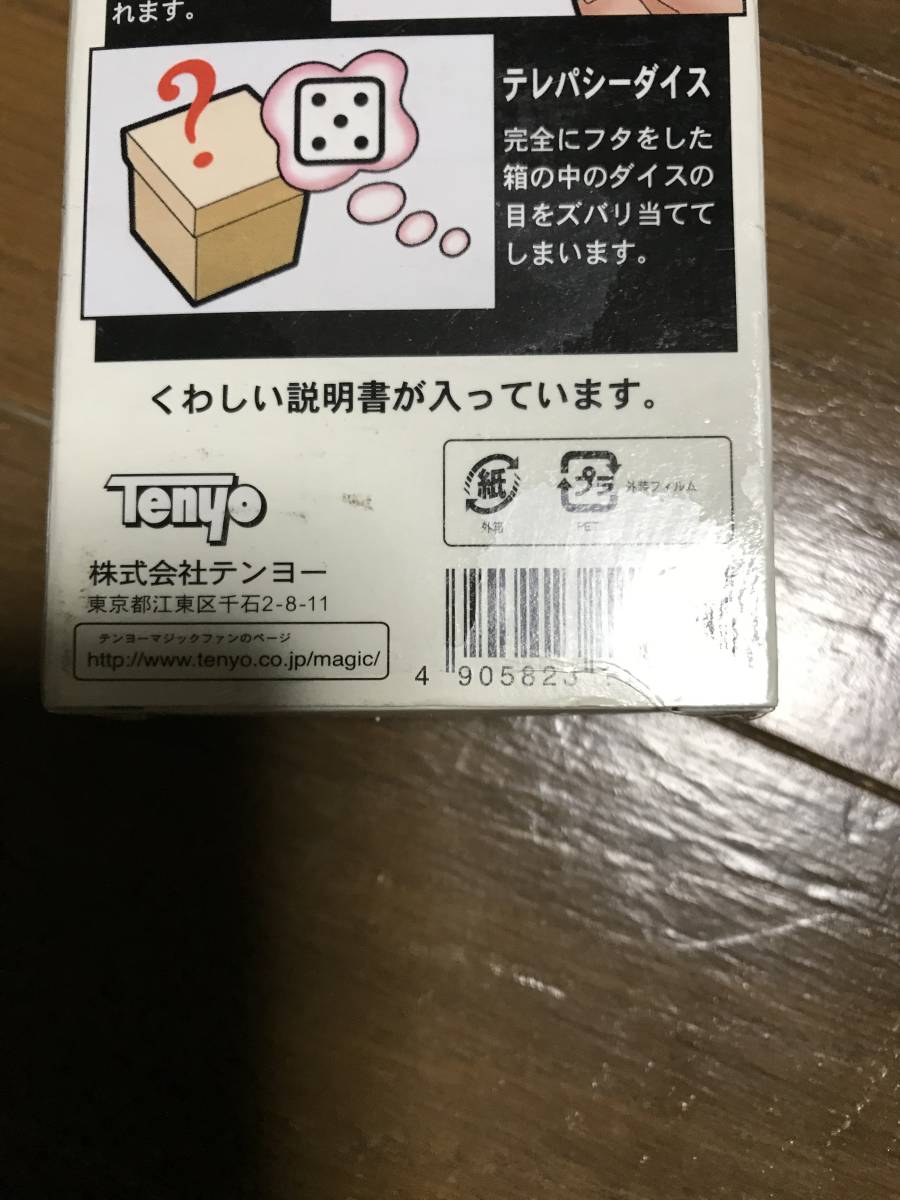 れます。
?
テレパシーダイス
完全にフタをした
箱の中のダイスの
目をズバリ当てて
しまいます。
くわしい説明書が入っています。
Tenyo
株式会社テンヨー
東京都江東区千石2-8-11
テンヨーマジックファンのページ
http://www.tenyo.co.jp/magic/
紙
外箱
プラ
PET
外装フィルム
4 905823